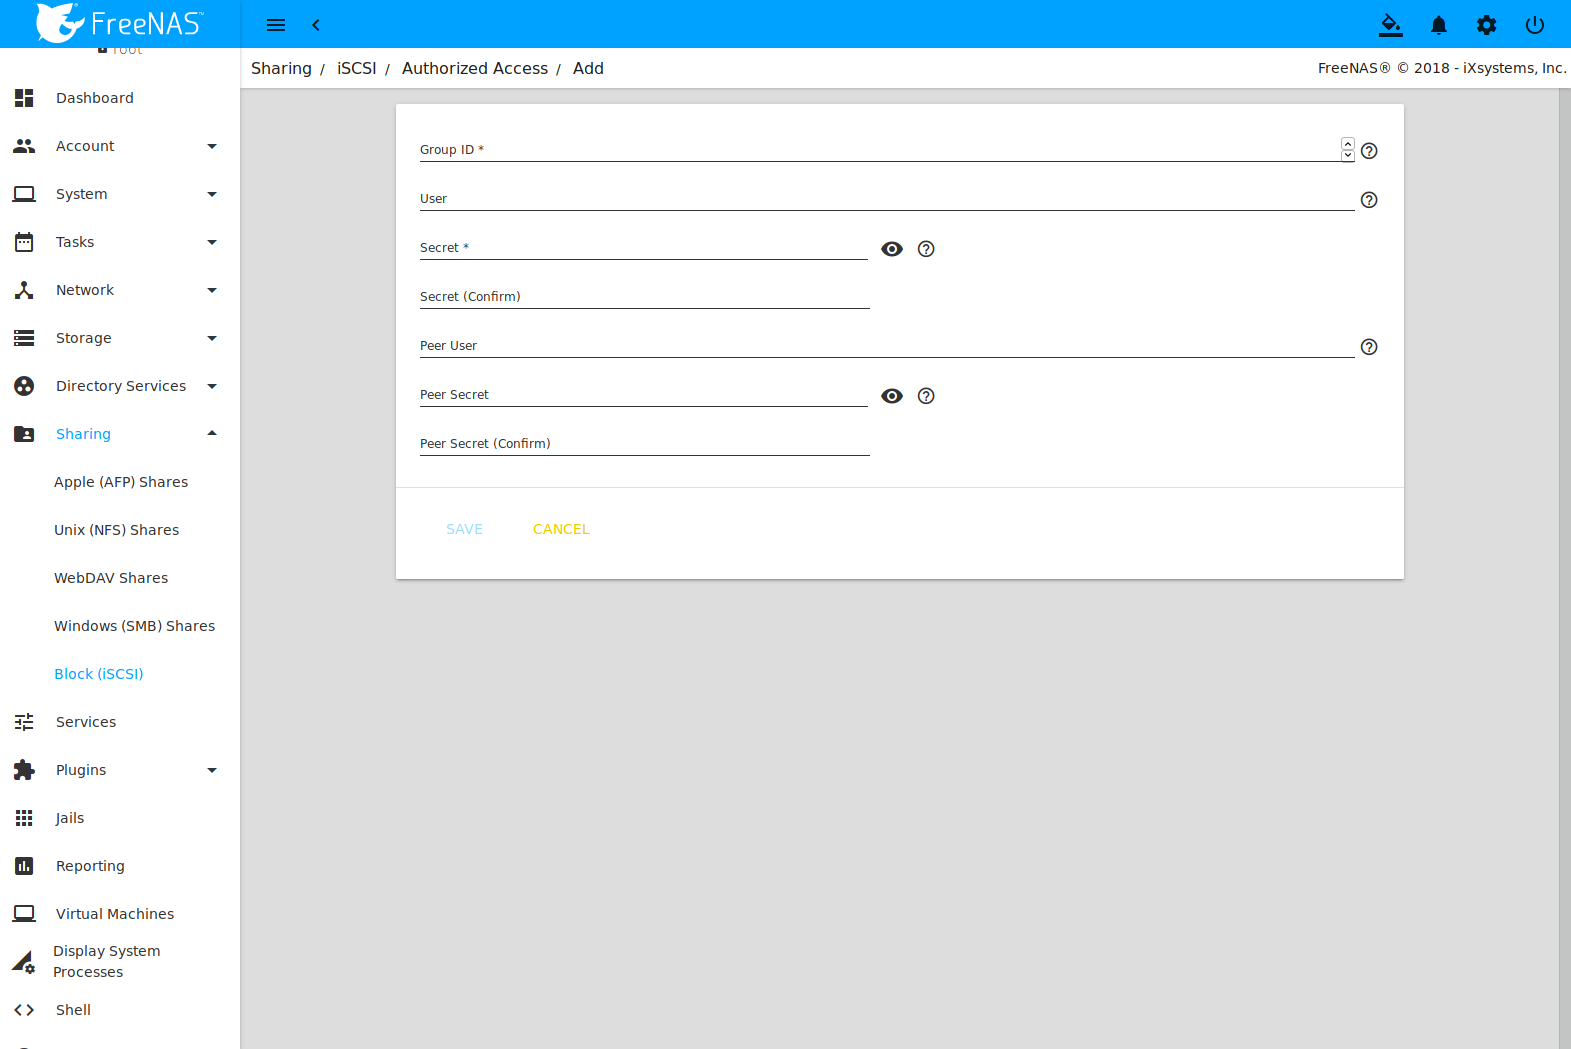 FreeNAS™
root
Sharing / iSCSI / Authorized Access / Add
FreeNAS® © 2018 - iXsystems, Inc.
Dashboard
Account
System
Tasks
Network
Storage
Directory Services
Sharing
Apple (AFP) Shares
Unix (NFS) Shares
WebDAV Shares
Windows (SMB) Shares
Block (iSCSI)
Services
Plugins
Jails
Reporting
Virtual Machines
Display System
Processes
Shell
Group ID *
User
Secret *
Secret (Confirm)
Peer User
Peer Secret
Peer Secret (Confirm)
SAVE CANCEL